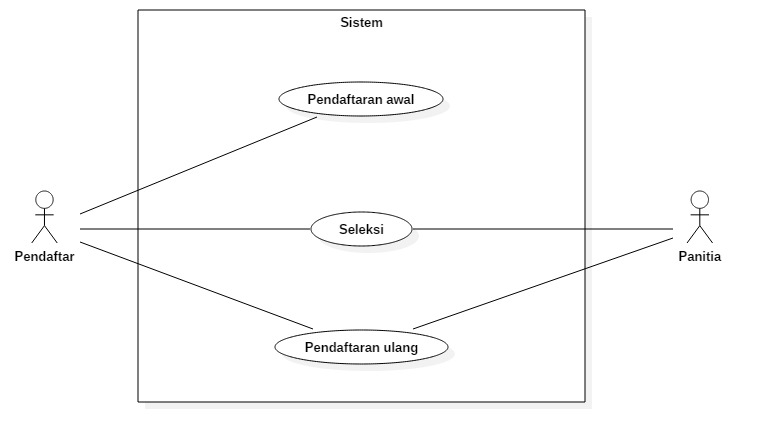 Sistem
Pendaftaran awal
Seleksi
Pendaftar
Panitia
Pendaftaran ulang